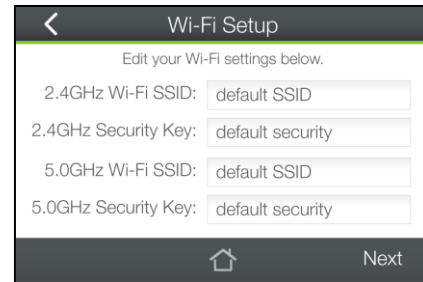 Wi-Fi Setup
Edit your Wi-Fi settings below.
2.4GHz Wi-Fi SSID: default SSID
2.4GHz Security Key: default security
5.0GHz Wi-Fi SSID: default SSID
5.0GHz Security Key: default security
Next